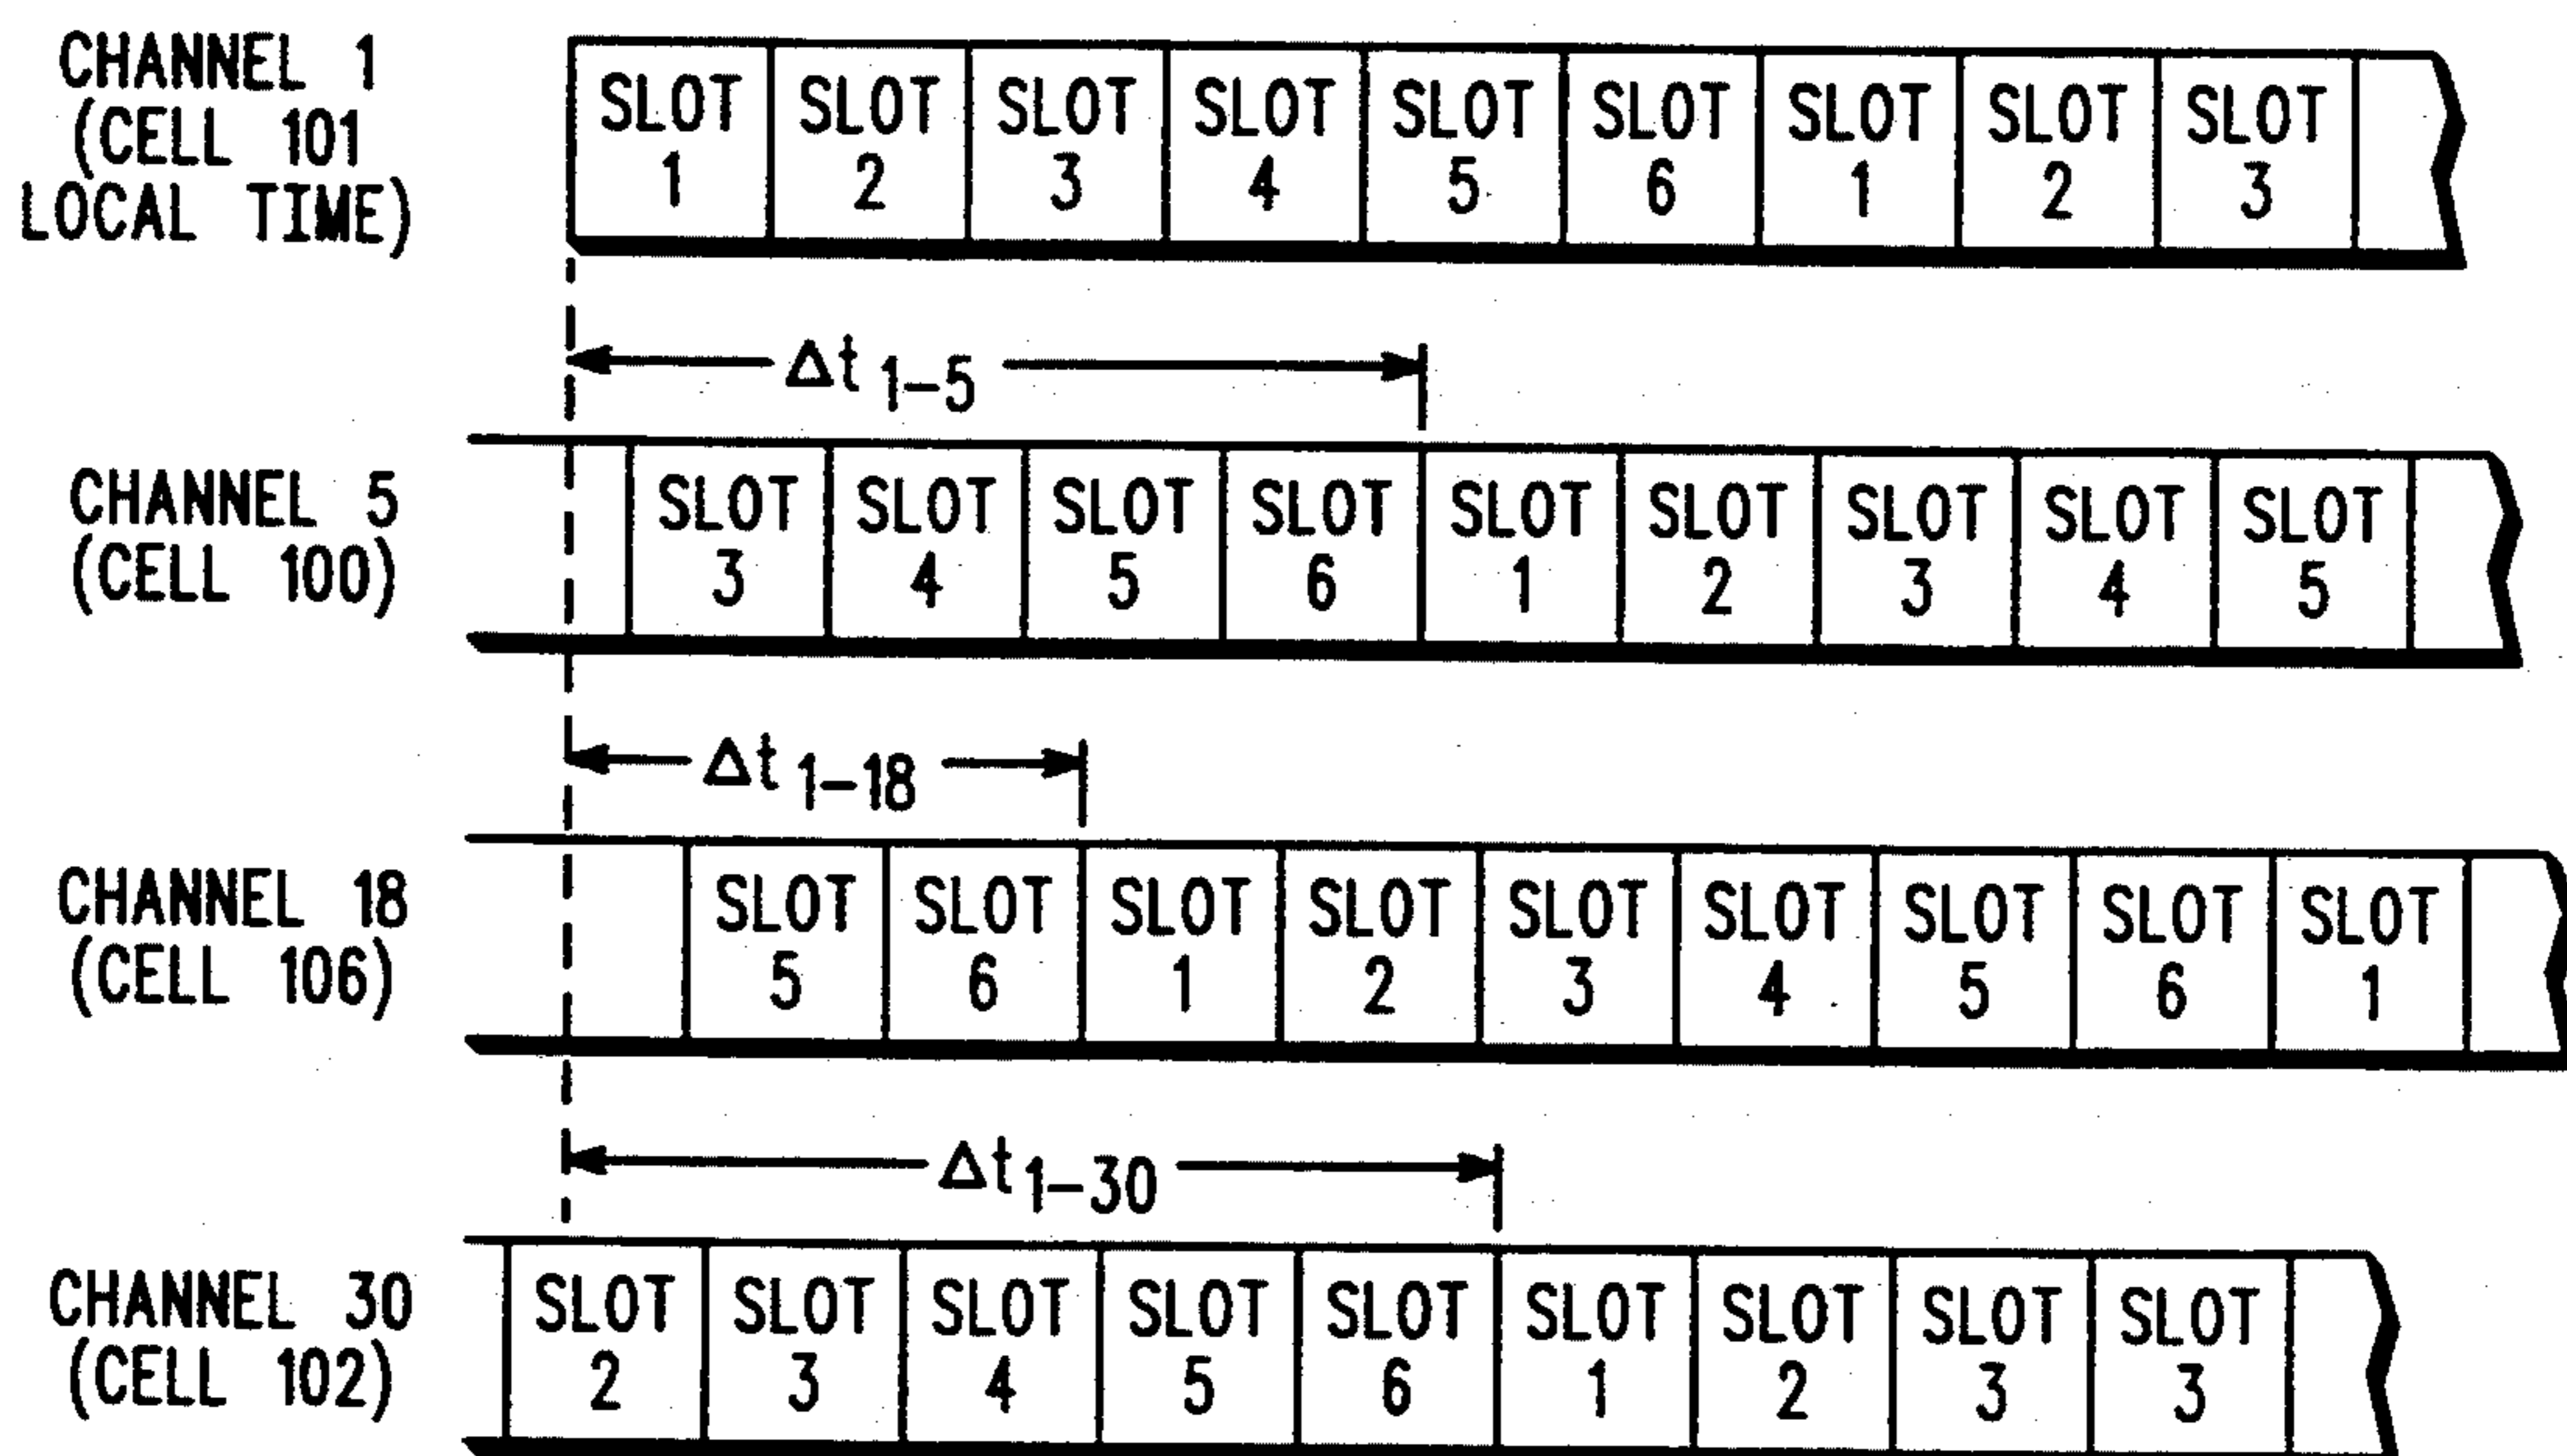 CHANNEL 1
(CELL 101
LOCAL TIME)
SLOT 1 SLOT 2 SLOT 3 SLOT 4 SLOT 5 SLOT 6 SLOT 1 SLOT 2 SLOT 3
Δt 1-5
CHANNEL 5
(CELL 100)
SLOT 3 SLOT 4 SLOT 5 SLOT 6 SLOT 1 SLOT 2 SLOT 3 SLOT 4 SLOT 5
Δt 1-18
CHANNEL 18
(CELL 106)
SLOT 5 SLOT 6 SLOT 1 SLOT 2 SLOT 3 SLOT 4 SLOT 5 SLOT 6 SLOT 1
Δt 1-30
CHANNEL 30
(CELL 102)
SLOT 2 SLOT 3 SLOT 4 SLOT 5 SLOT 6 SLOT 1 SLOT 2 SLOT 3 SLOT 3